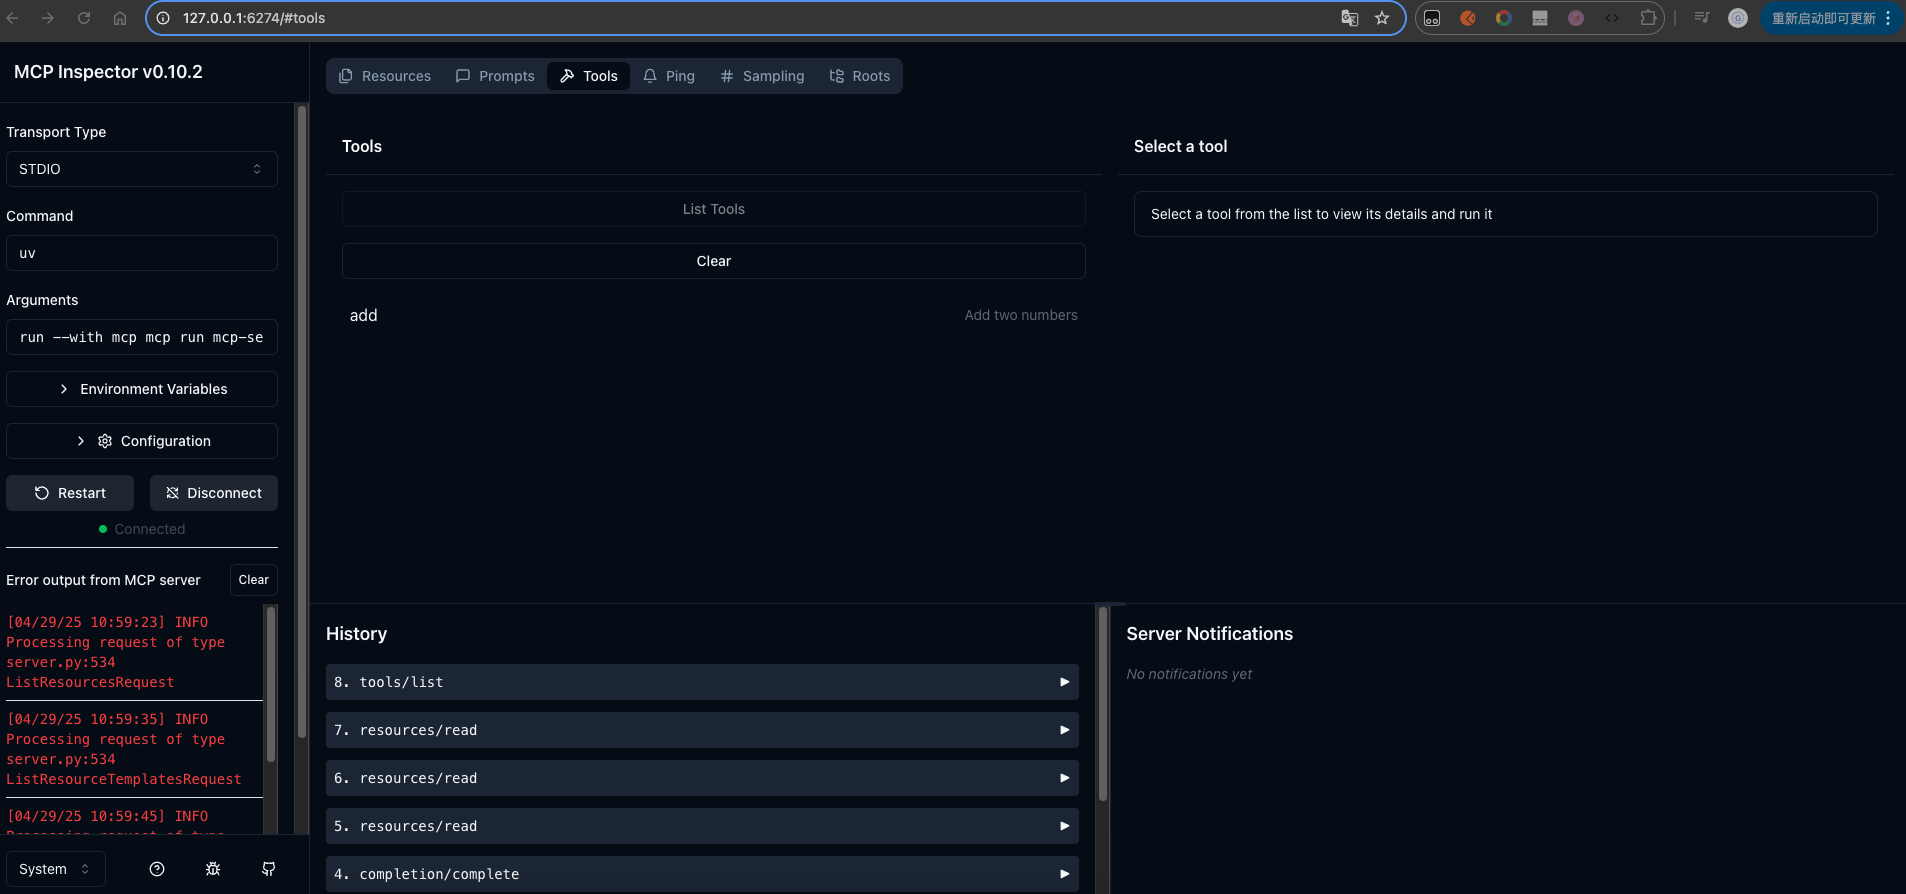 127.0.0.1:6274/#tools
重新启动即可更新
MCP Inspector v0.10.2
Transport Type
STDIO
Command
uv
Arguments
run --with mcp mcp run mcp-se
Environment Variables
Configuration
Restart
Disconnect
Connected
Error output from MCP server
Clear
[04/29/25 10:59:23] INFO
Processing request of type
server.py:534
ListResourcesRequest
[04/29/25 10:59:35] INFO
Processing request of type
server.py:534
ListResourceTemplatesRequest
[04/29/25 10:59:45] INFO
Processing request of type
System
Resources
Prompts
Tools
Ping
Sampling
Roots
Tools
List Tools
Clear
add
Add two numbers
Select a tool
Select a tool from the list to view its details and run it
History
8. tools/list
7. resources/read
6. resources/read
5. resources/read
4. completion/complete
Server Notifications
No notifications yet